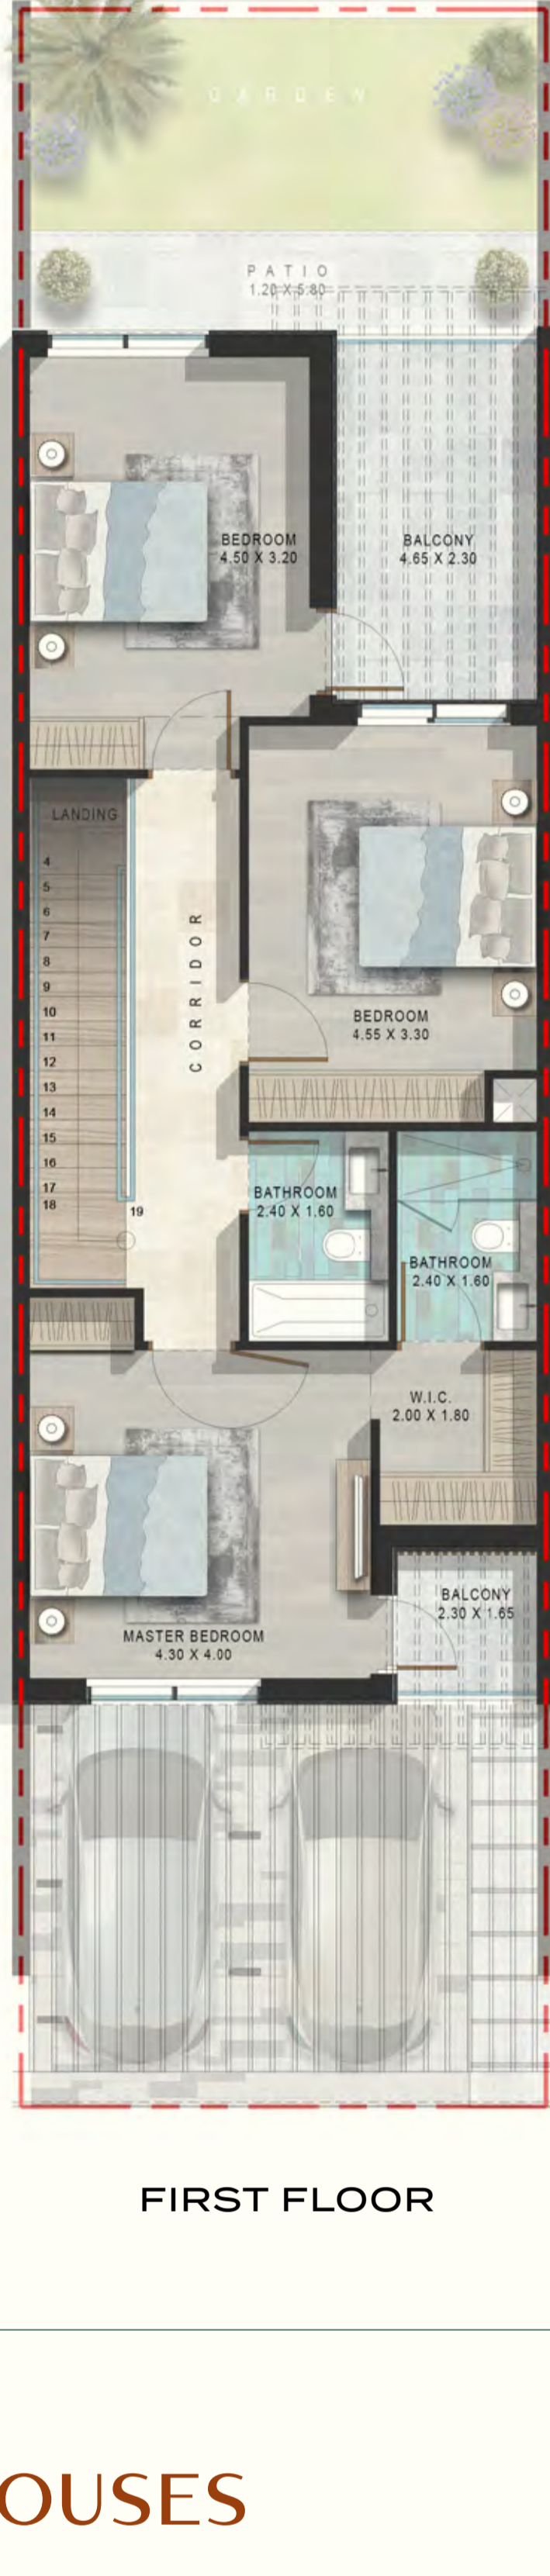 GARDEN
PATIO
1.20 X 5.80
BEDROOM
4.50 X 3.20
BALCONY
4.65 X 2.30
LANDING
4
5
6
7
8
9
10
11
12
13
14
15
16
17
18
19
CORRIDOR
BEDROOM
4.55 X 3.30
BATHROOM
2.40 X 1.60
BATHROOM
2.40 X 1.60
W.I.C.
2.00 X 1.80
BALCONY
2.30 X 1.65
MASTER BEDROOM
4.30 X 4.00
FIRST FLOOR
OUSES